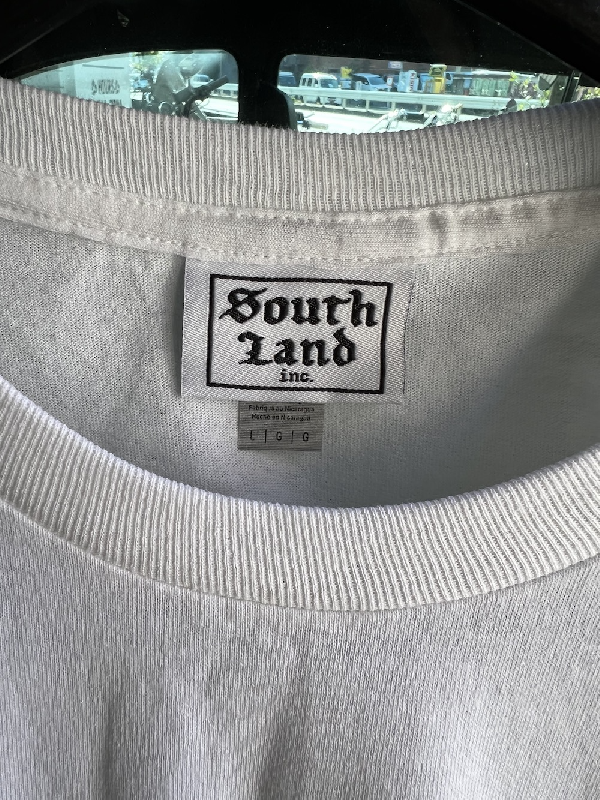 South
Land
inc.
Fabriqué au Nicaragua
Hecho en Nicaragua
L | G | G